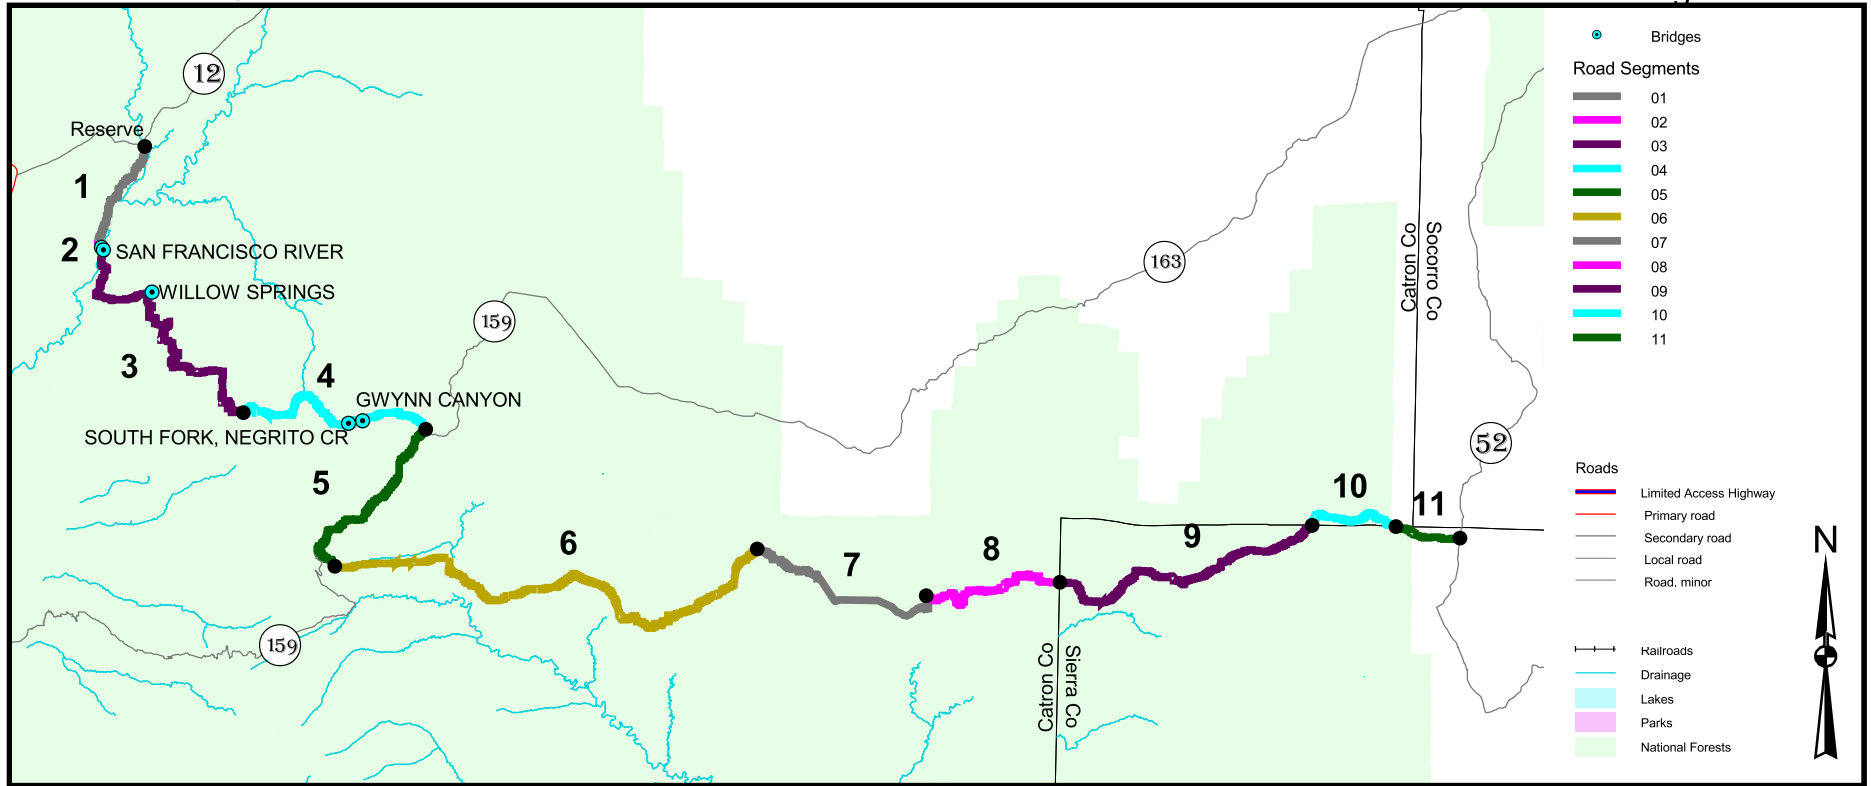 12
Reserve
1
2
SAN FRANCISCO RIVER
WILLOW SPRINGS
3
4
GWYNN CANYON
SOUTH FORK, NEGRITO CR
159
5
6
159
7
8
9
10
11
163
52
Catron Co
Socorro Co
Catron Co
Sierra Co
Bridges
Road Segments
01
02
03
04
05
06
07
08
09
10
11
Roads
Limited Access Highway
Primary road
Secondary road
Local road
Road, minor
Railroads
Drainage
Lakes
Parks
National Forests
N